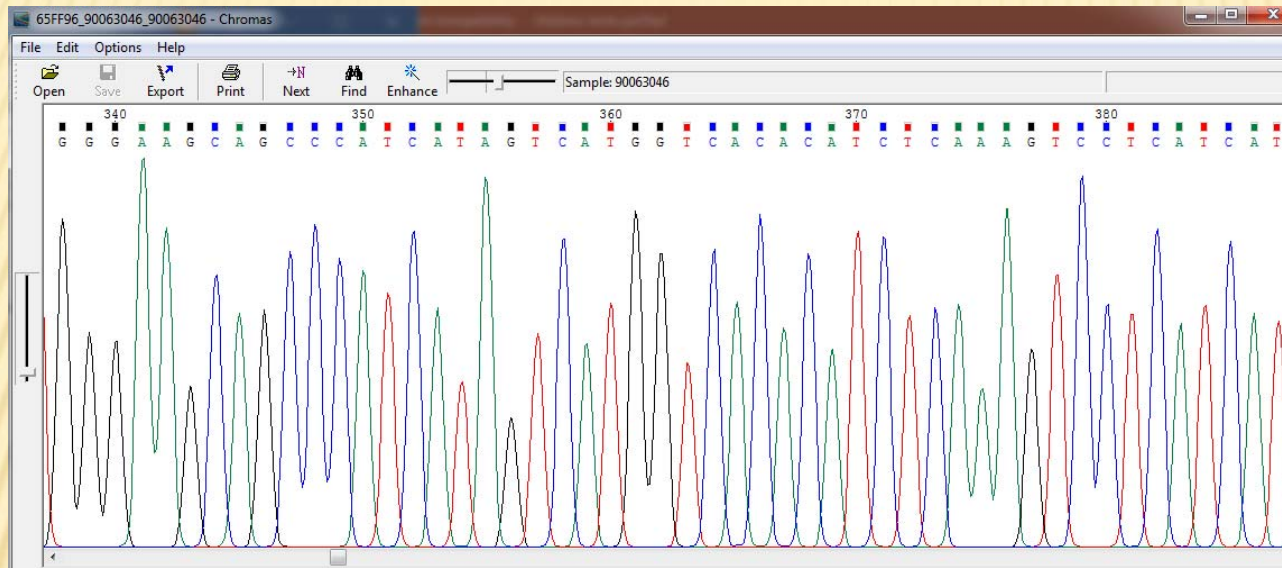 65FF96_90063046_90063046 - Chromas
File Edit Options Help
Open Save Export Print Next Find Enhance Sample: 90063046
340 350 360 370 380
G G G A A G C A G C C C A T C A T A G T C A T G G T C A C A C A T C T C A A A G T C C T C A T C A T